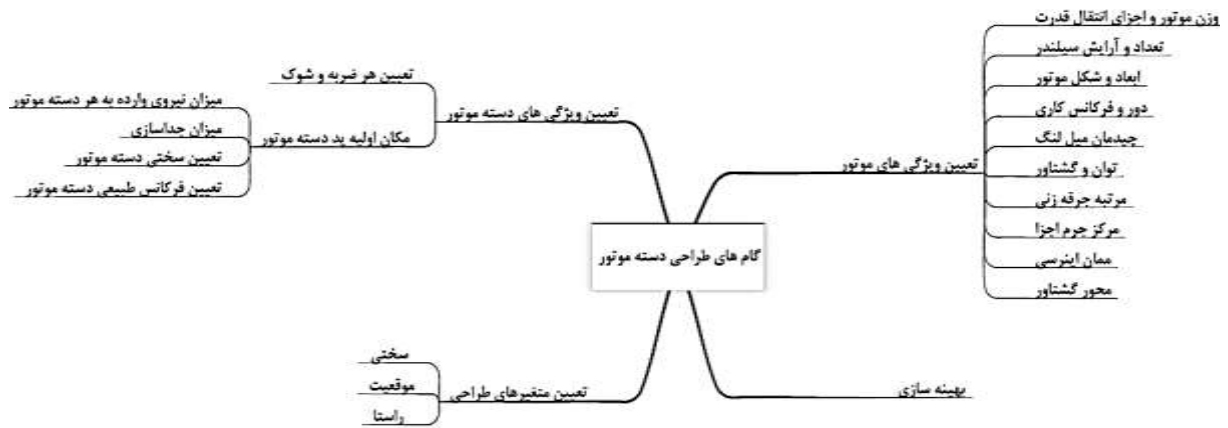 گام های طراحی دسته موتور
تعیین ویژگی های موتور
وزن موتور و اجزای انتقال قدرت
تعداد و آرایش سیلندر
ابعاد و شکل موتور
دور و فرکانس کاری
چیدمان میل لنگ
توان و گشتاور
مرتبه جرقه زنی
مرکز جرم اجزا
ممان اینرسی
محور گشتاور
تعیین ویژگی های دسته موتور
تعیین هر ضربه و شوک
مکان اولیه پد دسته موتور
میزان نیروی وارده به هر دسته موتور
میزان جداسازی
تعیین سختی دسته موتور
تعیین فرکانس طبیعی دسته موتور
تعیین متغیرهای طراحی
سختی
موقعیت
راستا
بهینه سازی